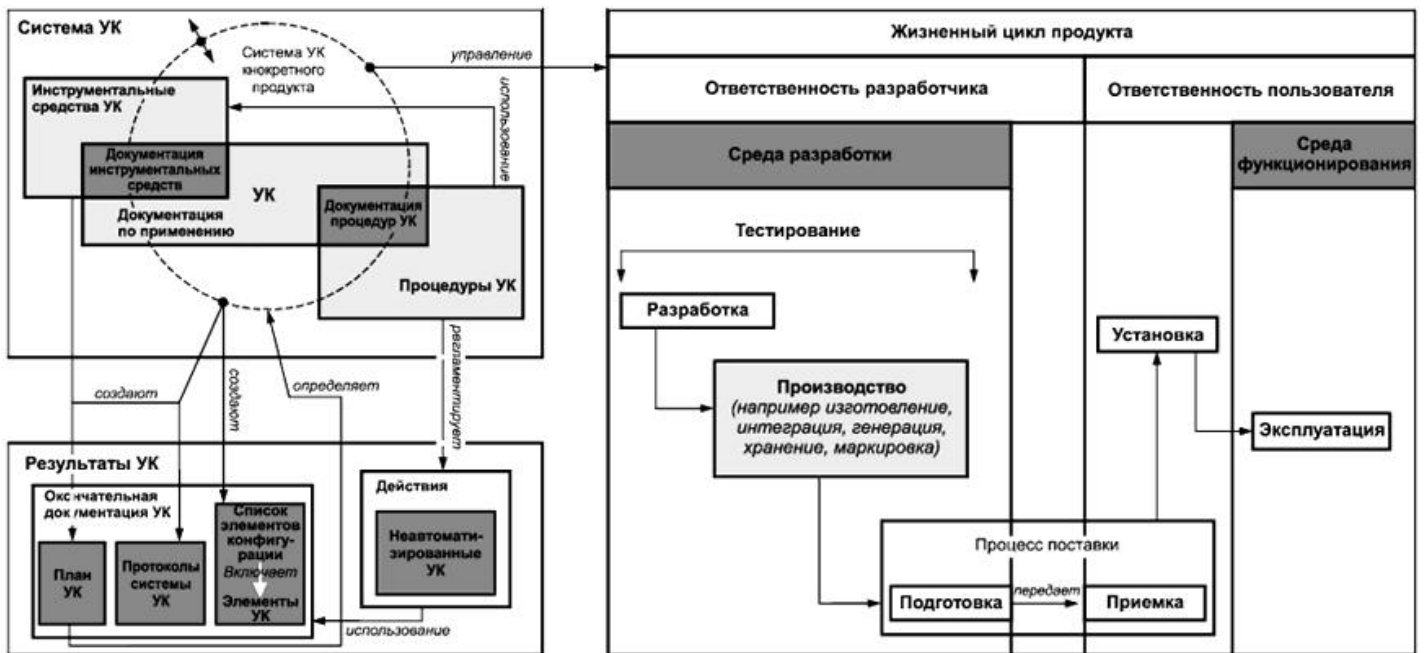 Система УК
Система УК
кнокретного
продукта
управление
Инструментальные
средства УК
использование
Документация
инструментальных
средств
УК
Документация
по применению
Документация
процедур УК
Процедуры УК
создают
создают
определяет
регламентирует
Результаты УК
Окончательная
документация УК
План
УК
Протоколы
системы
УК
Список
элементов
конфигу-
рации
Включает
Элементы
УК
Действия
Неавтомати-
зированные
УК
использование
Жизненный цикл продукта
Ответственность разработчика
Ответственность пользователя
Среда разработки
Среда
функционирования
Тестирование
Разработка
Производство
(например изготовление,
интеграция, генерация,
хранение, маркировка)
Установка
Эксплуатация
Процесс поставки
Подготовка
передает
Приемка